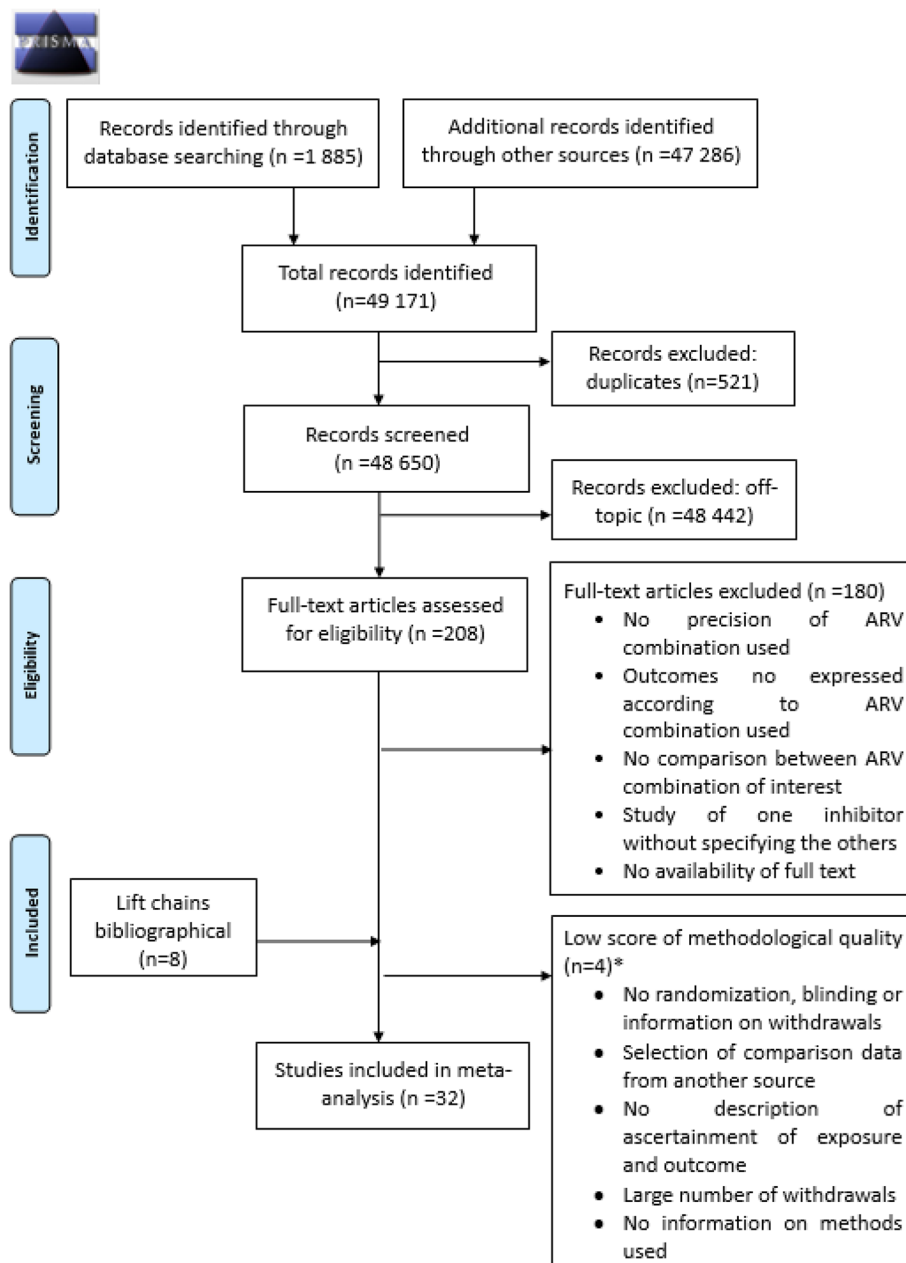 PRISMA
Identification
Records identified through
database searching (n =1 885)
Additional records identified
through other sources (n =47 286)
Total records identified
(n=49 171)
Screening
Records excluded:
duplicates (n=521)
Records screened
(n =48 650)
Records excluded: off-
topic (n =48 442)
Eligibility
Full-text articles assessed
for eligibility (n =208)
Full-text articles excluded (n =180)
• No precision of ARV
combination used
• Outcomes no expressed
according to ARV
combination used
• No comparison between ARV
combination of interest
• Study of one inhibitor
without specifying the others
• No availability of full text
Included
Lift chains
bibliographical
(n=8)
Low score of methodological quality
(n=4)*
• No randomization, blinding or
information on withdrawals
• Selection of comparison data
from another source
• No description of
ascertainment of exposure
and outcome
• Large number of withdrawals
• No information on methods
used
Studies included in meta-
analysis (n =32)